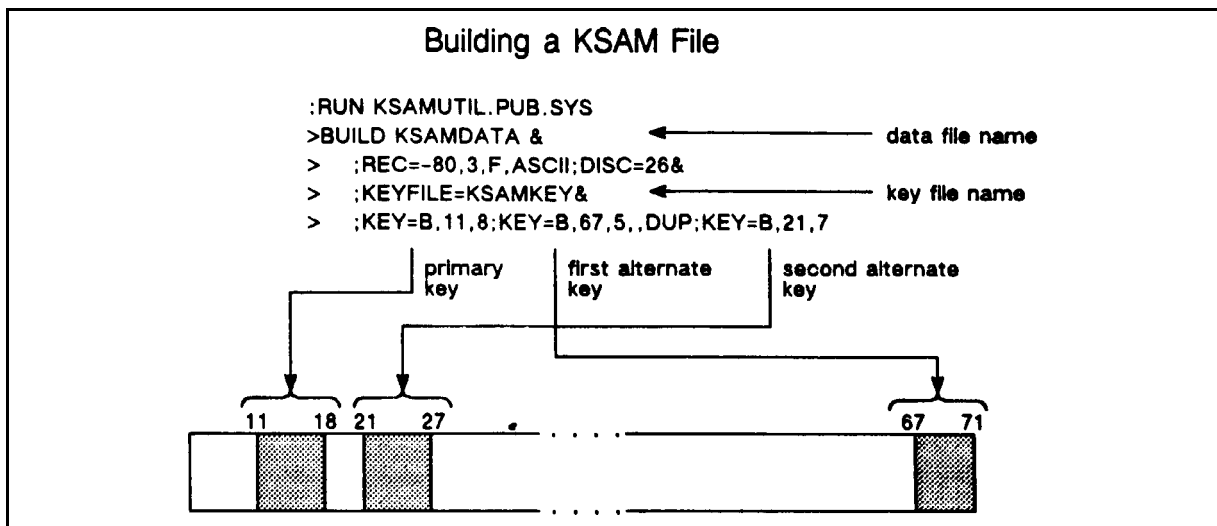 Building a KSAM File
:RUN KSAMUTIL.PUB.SYS
>BUILD KSAMDATA &
data file name
> ;REC=-80,3,F,ASCII;DISC=26&
> ;KEYFILE=KSAMKEY&
key file name
> ;KEY=B,11,8;KEY=B,67,5,,DUP;KEY=B,21,7
primary key
first alternate key
second alternate key
11 18 21 27 67 71
. . . .
. . . .